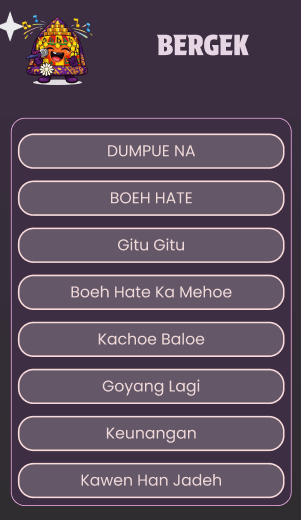 BERGEK
DUMPUE NA
BOEH HATE
Gitu Gitu
Boeh Hate Ka Mehoe
Kachoe Baloe
Goyang Lagi
Keunangan
Kawen Han Jadeh